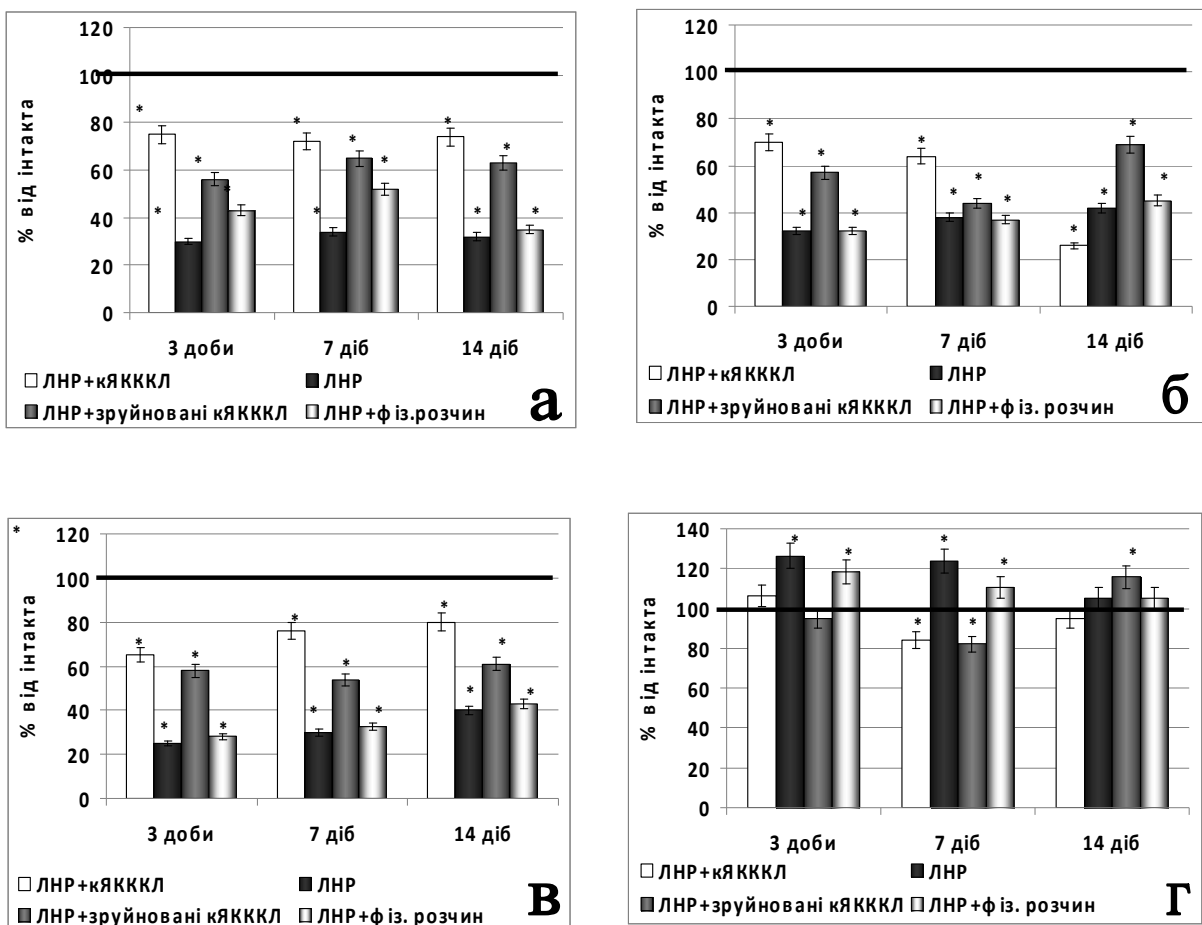 120
100
80
60
40
20
0
% від інтакта
* * * * * * * * * * * *
3 доби 7 діб 14 діб
ЛНР+кЯКККЛ ЛНР
ЛНР+зруйновані кЯКККЛ ЛНР+фіз.розчин
а
120
100
80
60
40
20
0
% від інтакта
* * * * * * * * * * * *
3 доби 7 діб 14 діб
ЛНР+кЯКККЛ ЛНР
ЛНР+зруйновані кЯКККЛ ЛНР+фіз. розчин
б
*
120
100
80
60
40
20
0
% від інтакта
* * * * * * * * * * * *
3 доби 7 діб 14 діб
ЛНР+кЯКККЛ ЛНР
ЛНР+зруйновані кЯКККЛ ЛНР+фіз. розчин
в
140
120
100
80
60
40
20
0
% від інтакта
* * * * * * *
3 доби 7 діб 14 діб
ЛНР+кЯКККЛ ЛНР
ЛНР+зруйновані кЯКККЛ ЛНР+фіз. розчин
г